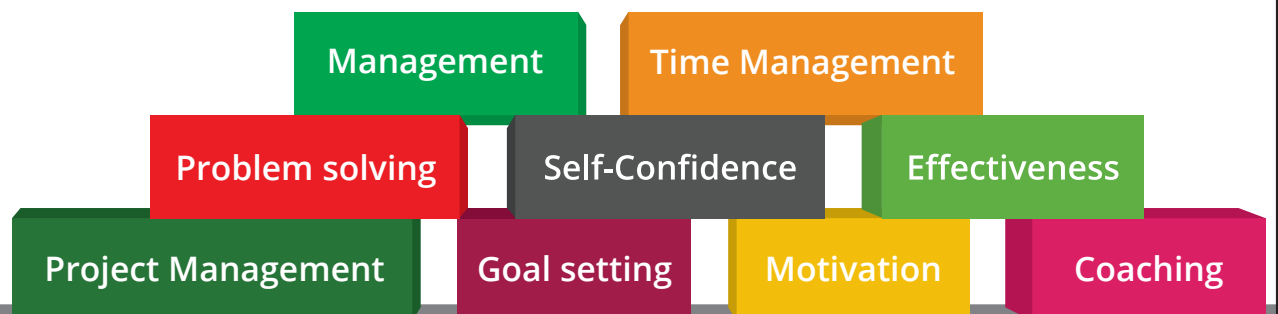 Management
Time Management
Problem solving
Self-Confidence
Effectiveness
Project Management
Goal setting
Motivation
Coaching